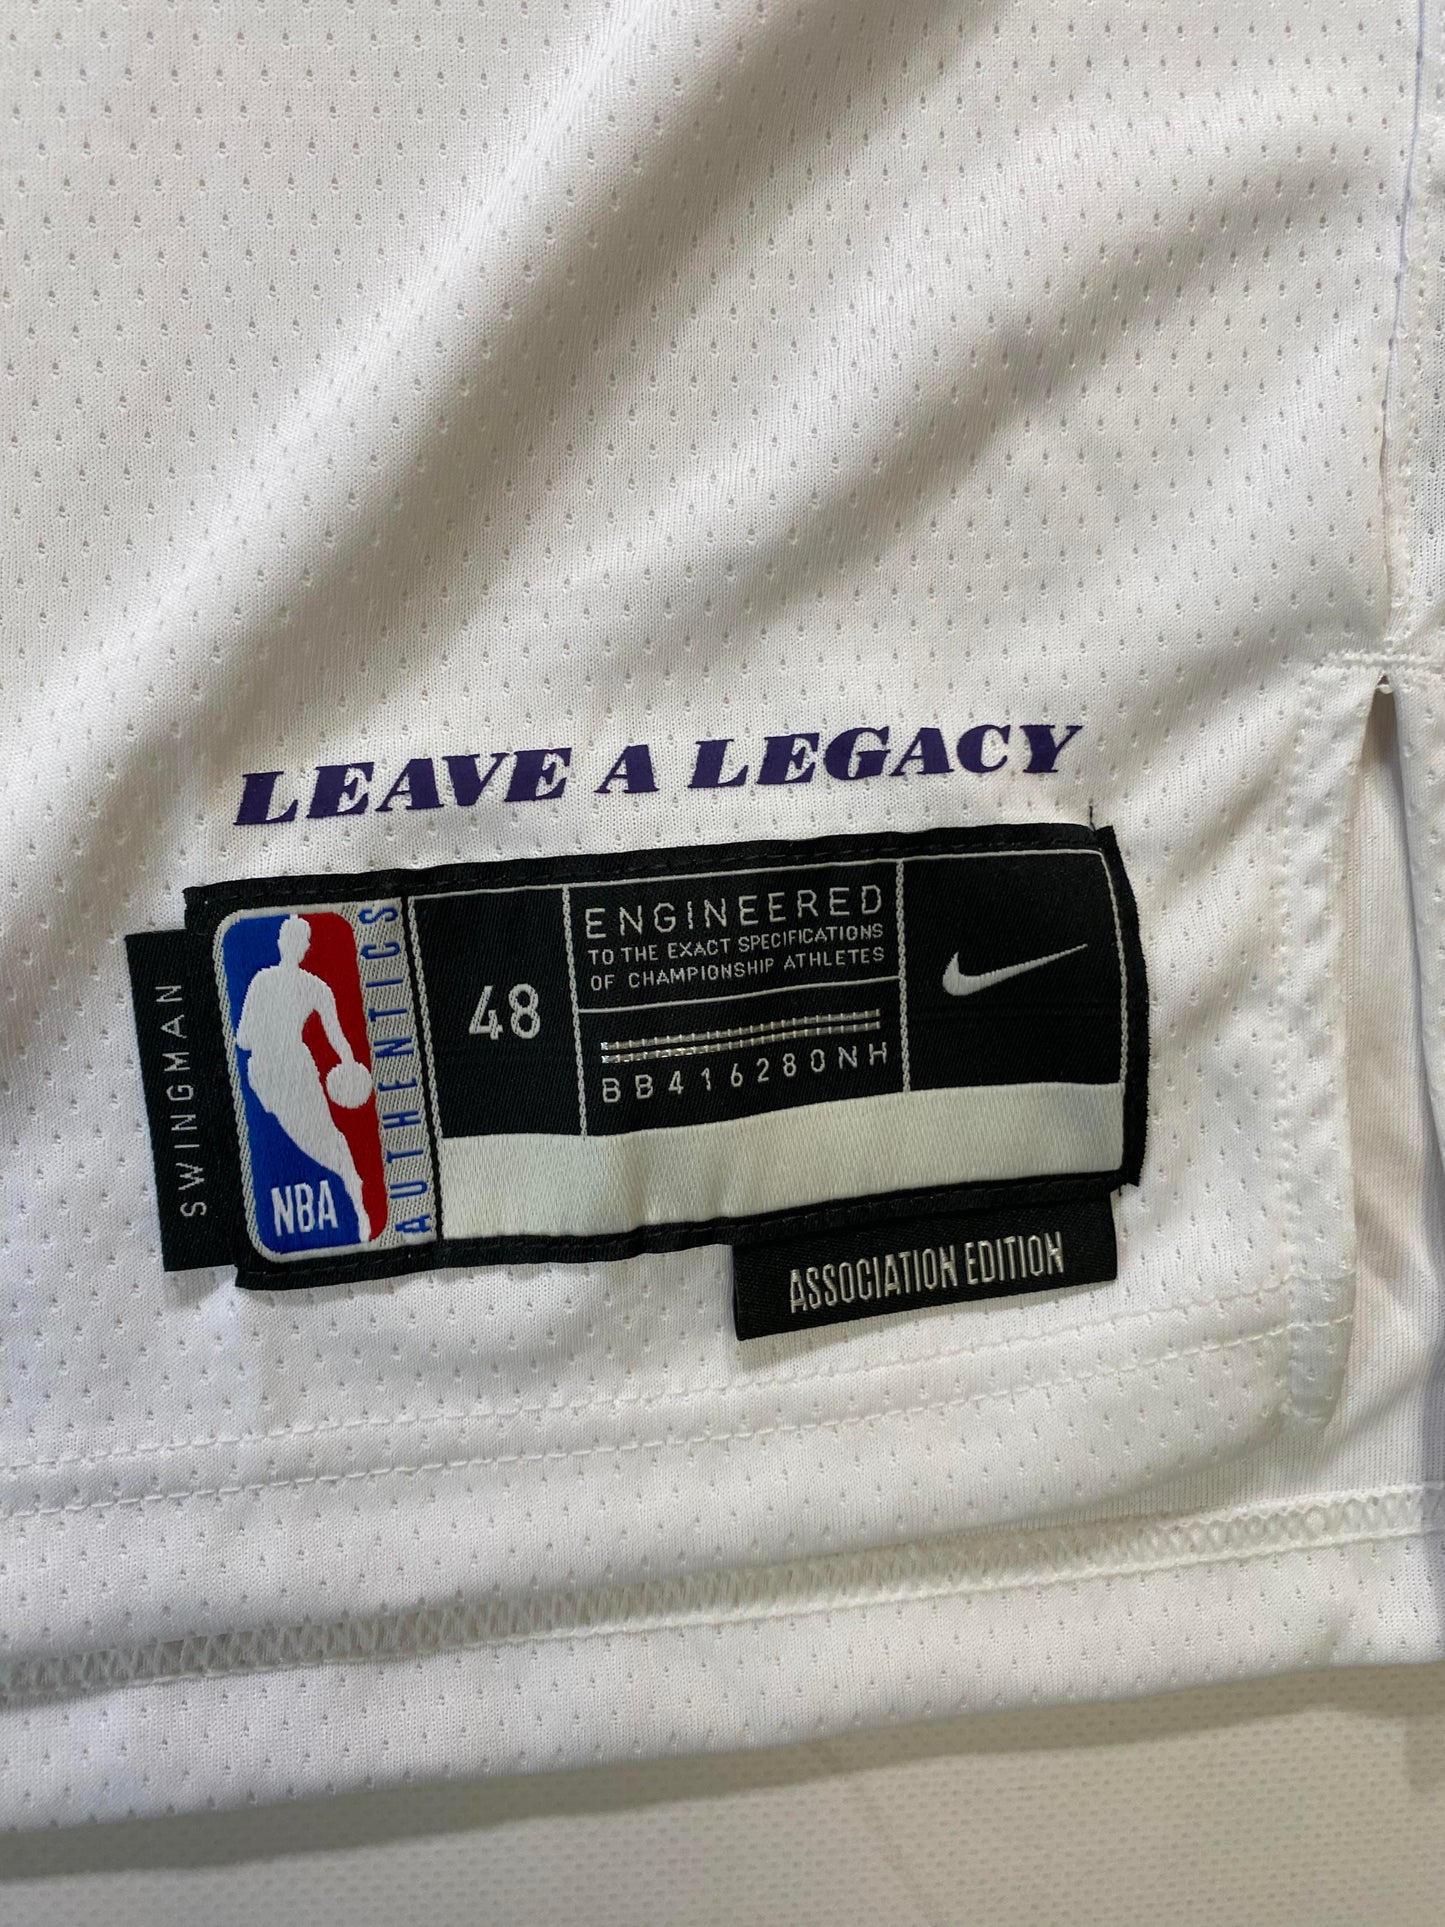 LEAVE A LEGACY
SWINGMAN
NBA
AUTHENTICS
48
ENGINEERED
TO THE EXACT SPECIFICATIONS
OF CHAMPIONSHIP ATHLETES
BB416280NH
ASSOCIATION EDITION